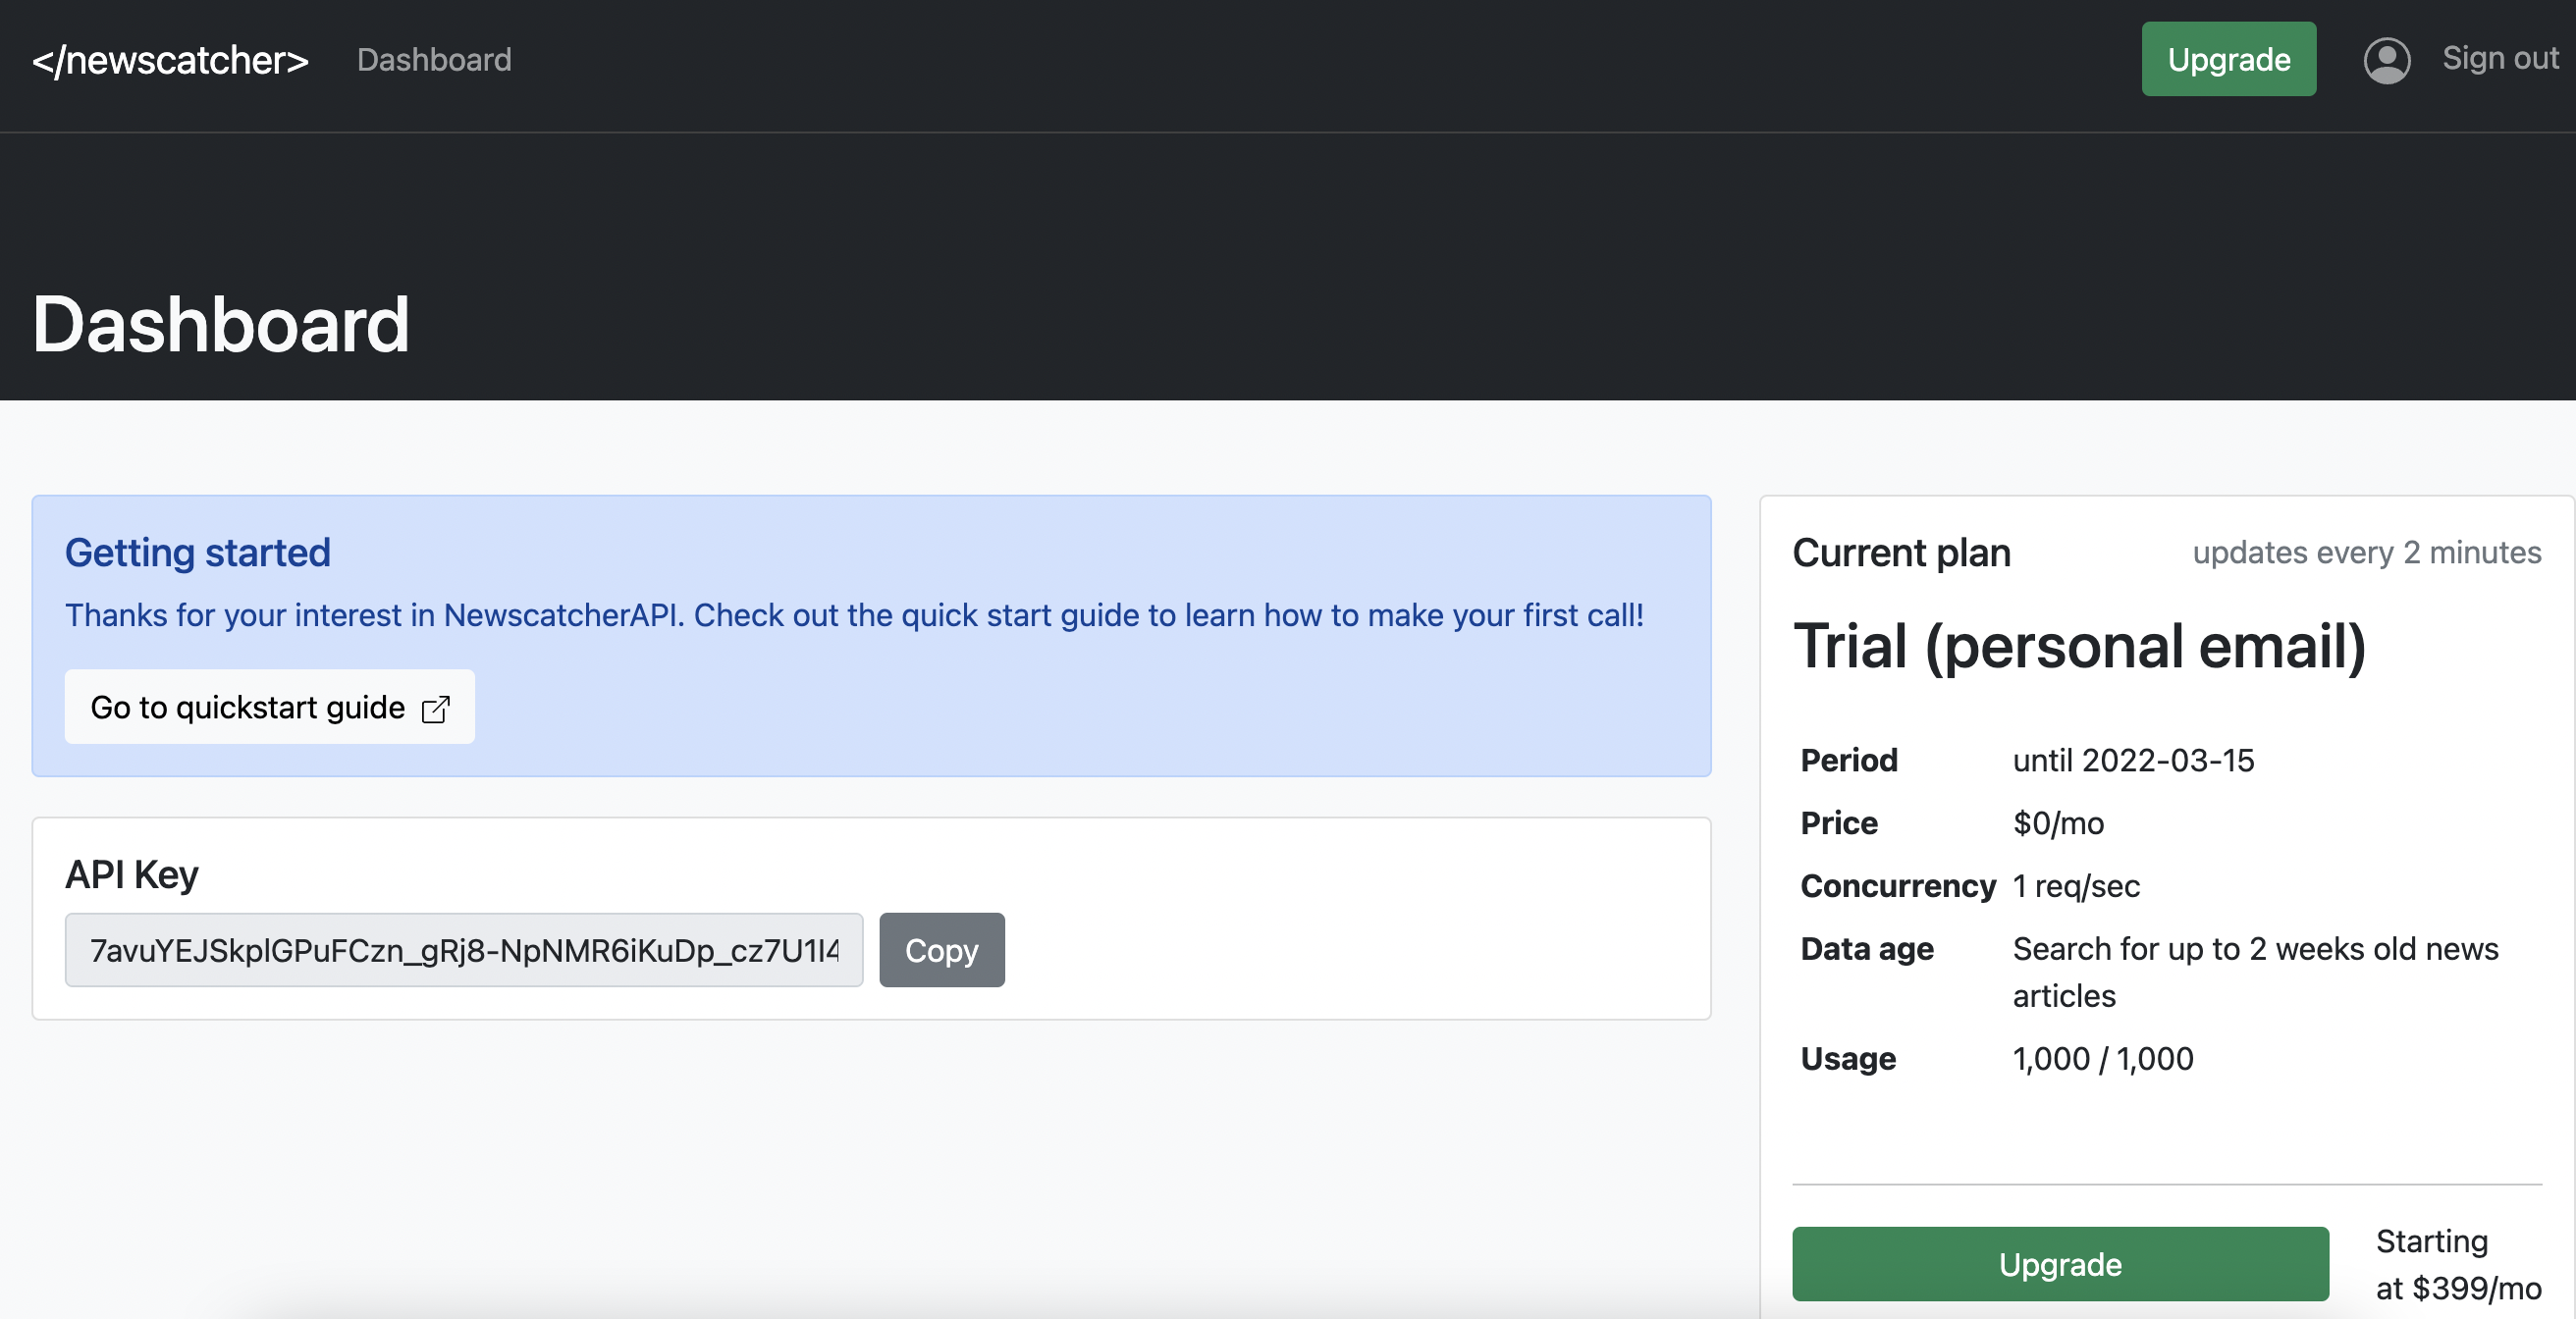 </newscatcher> Dashboard Upgrade Sign out
Dashboard
Getting started
Thanks for your interest in NewscatcherAPI. Check out the quick start guide to learn how to make your first call!
Go to quickstart guide
API Key
7avuYEJSkplGPuFCzn_gRj8-NpNMR6iKuDp_cz7U1I4 Copy
Current plan updates every 2 minutes
Trial (personal email)
Period until 2022-03-15
Price $0/mo
Concurrency 1 req/sec
Data age Search for up to 2 weeks old news
articles
Usage 1,000 / 1,000
Upgrade
Starting
at $399/mo